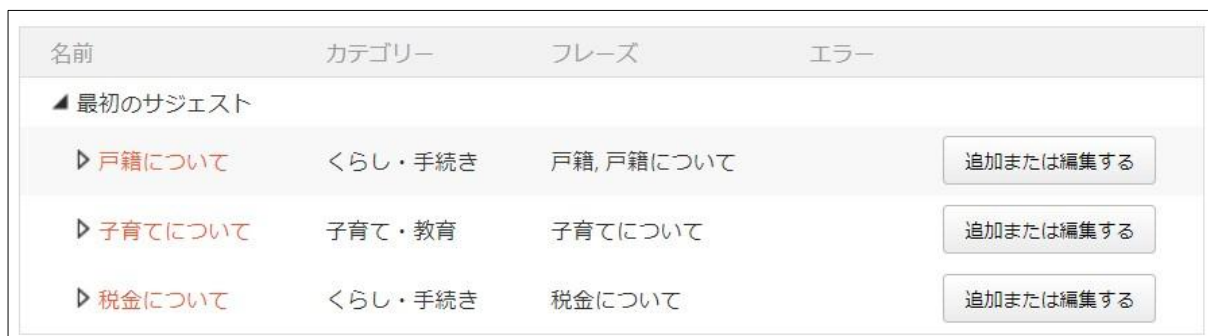 名前 カテゴリー フレーズ エラー
最初のサジェスト
戸籍について くらし・手続き 戸籍, 戸籍について 追加または編集する
子育てについて 子育て・教育 子育てについて 追加または編集する
税金について くらし・手続き 税金について 追加または編集する